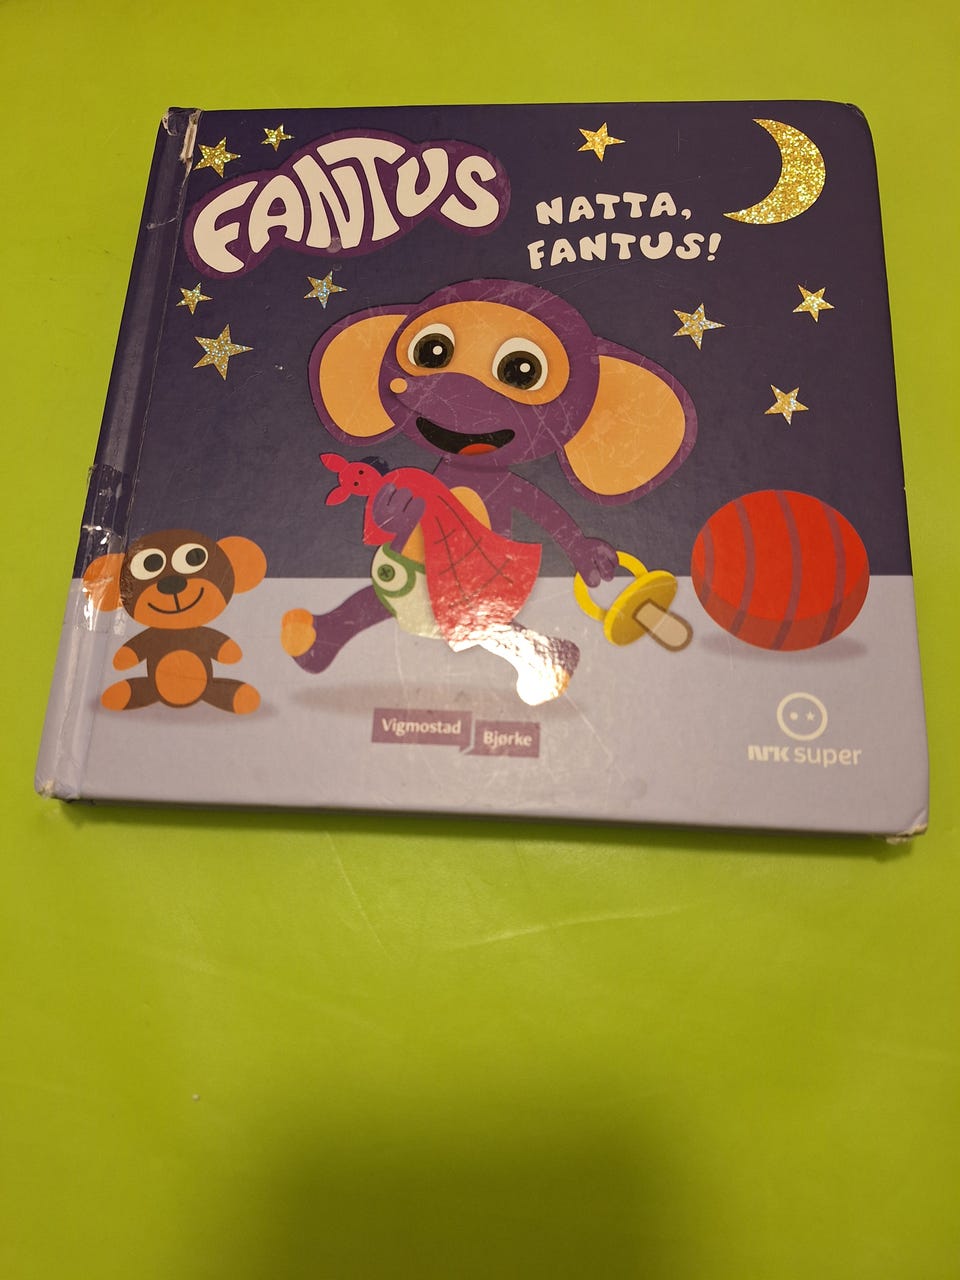 FANTUS
NATTA,
FANTUS!
Vigmostad
Bjørke
NRK super